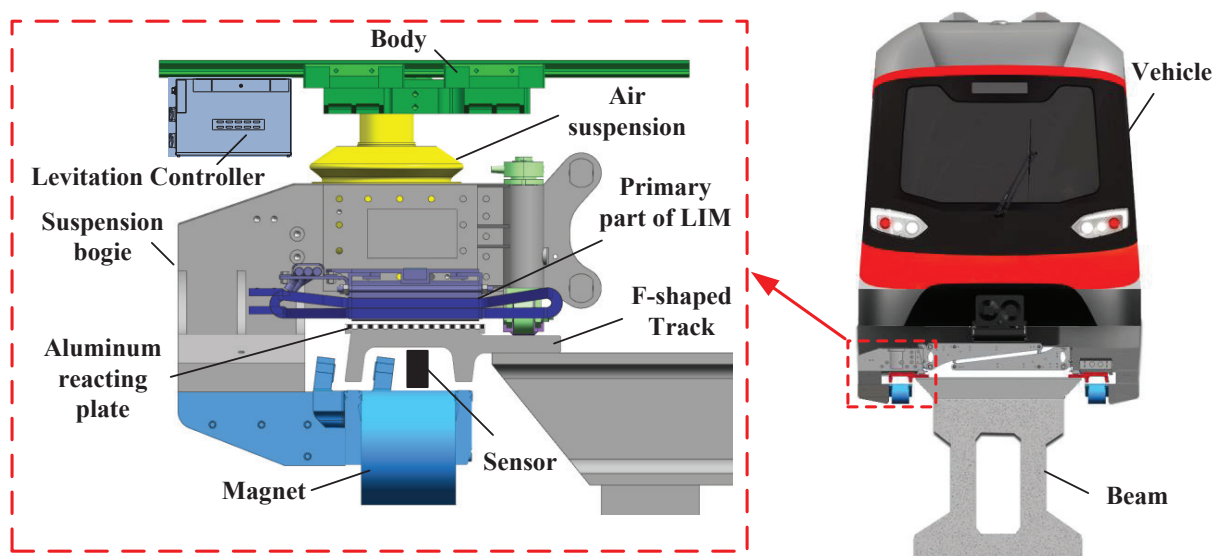 Body
Air
suspension
Levitation Controller
Suspension
bogie
Primary
part of LIM
F-shaped
Track
Aluminum
reacting
plate
Sensor
Magnet
Vehicle
Beam